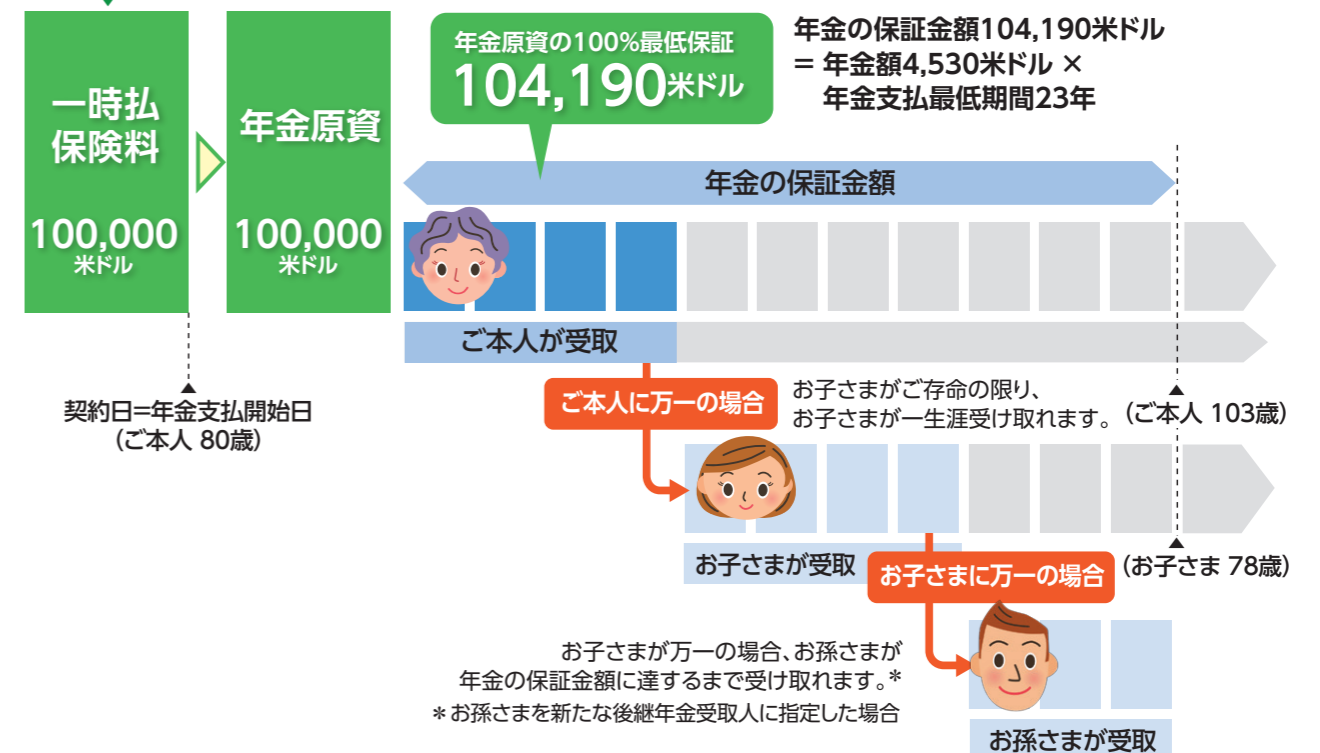 一時払
保険料
100,000
米ドル
年金原資
100,000
米ドル
年金原資の100%最低保証
104,190米ドル
年金の保証金額104,190米ドル
= 年金額4,530米ドル ×
年金支払最低期間23年
年金の保証金額
ご本人が受取
契約日=年金支払開始日
(ご本人 80歳)
ご本人に万一の場合
お子さまがご存命の限り、
お子さまが一生涯受け取れます。
(ご本人 103歳)
お子さまが受取
お子さまに万一の場合
(お子さま 78歳)
お子さまが万一の場合、お孫さまが
年金の保証金額に達するまで受け取れます。*
*お孫さまを新たな後継年金受取人に指定した場合
お孫さまが受取